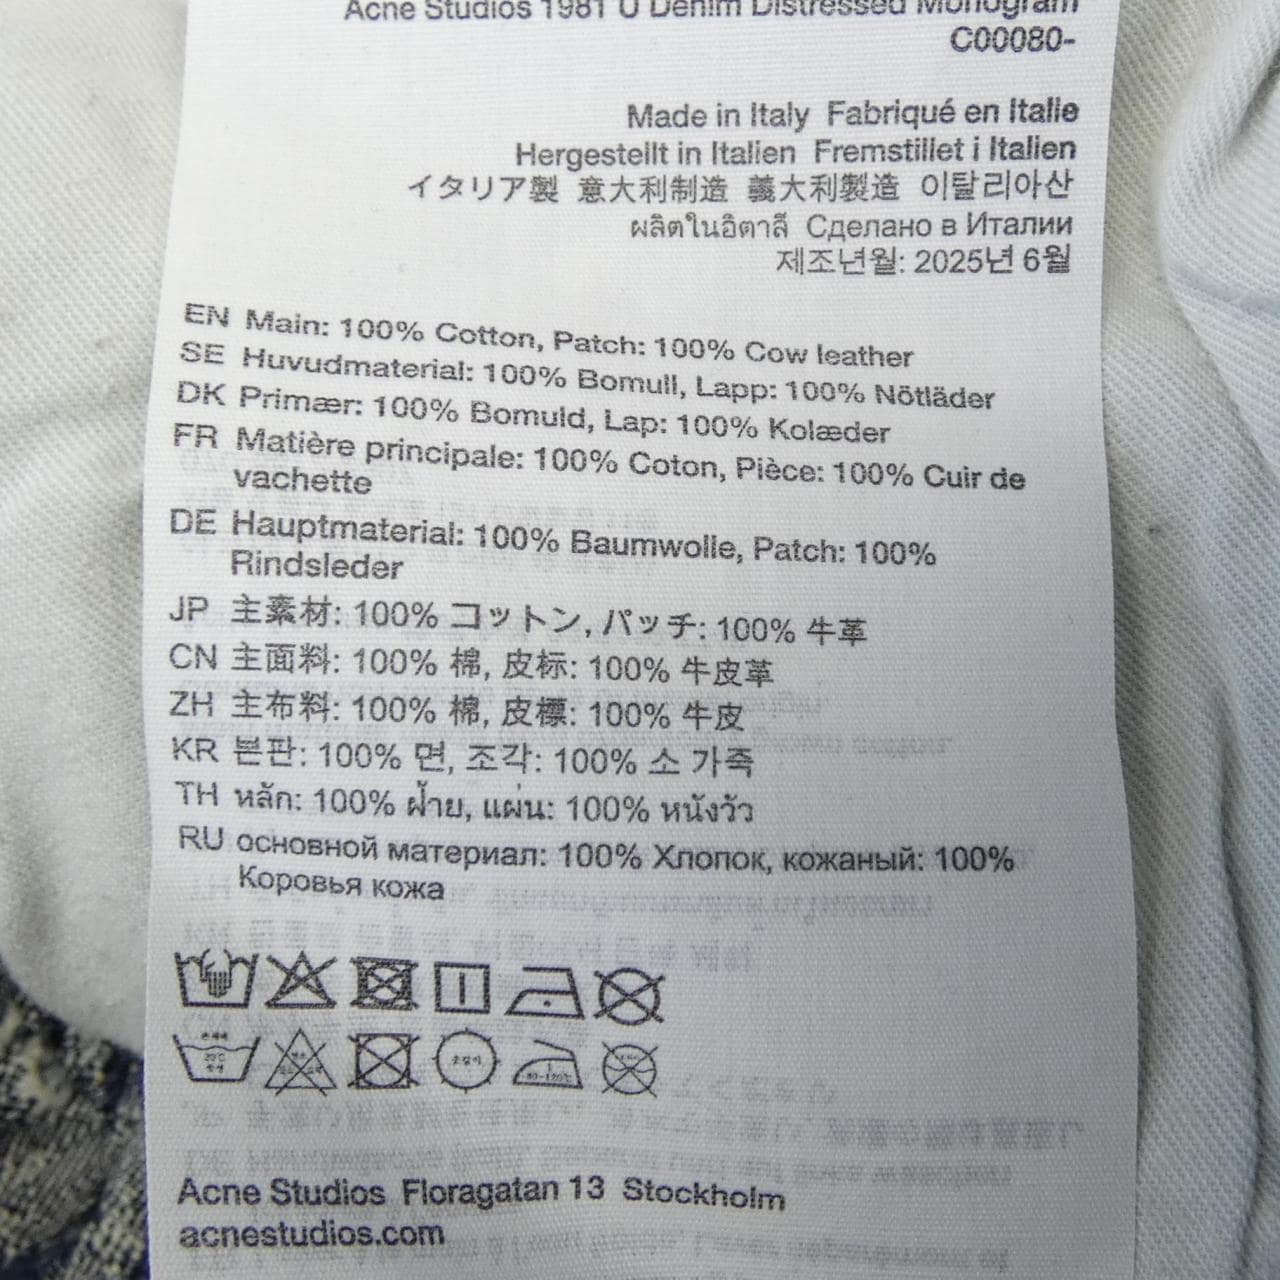 Acne Studios 1981 U Denim Distressed Monogram
C00080-
Made in Italy Fabriqué en Italie
Hergestellt in Italien Fremstillet i Italien
イタリア製 意大利制造 義大利製造 이탈리아산
ผลิตในอิตาลี Сделано в Италии
제조년월: 2025년 6월
EN Main: 100% Cotton, Patch: 100% Cow leather
SE Huvudmaterial: 100% Bomull, Lapp: 100% Nötläder
DK Primær: 100% Bomuld, Lap: 100% Kolæder
FR Matière principale: 100% Coton, Pièce: 100% Cuir de
vachette
DE Hauptmaterial: 100% Baumwolle, Patch: 100%
Rindsleder
JP 主素材: 100% コットン, パッチ: 100% 牛革
CN 主面料: 100% 棉, 皮标: 100% 牛皮革
ZH 主布料: 100% 棉, 皮標: 100% 牛皮
KR 본판: 100% 면, 조각: 100% 소 가죽
TH หลัก: 100% ฝ้าย, แผ่น: 100% หนังวัว
RU основной материал: 100% Хлопок, кожаный: 100%
Коровья кожа
Acne Studios Floragatan 13 Stockholm
acnestudios.com